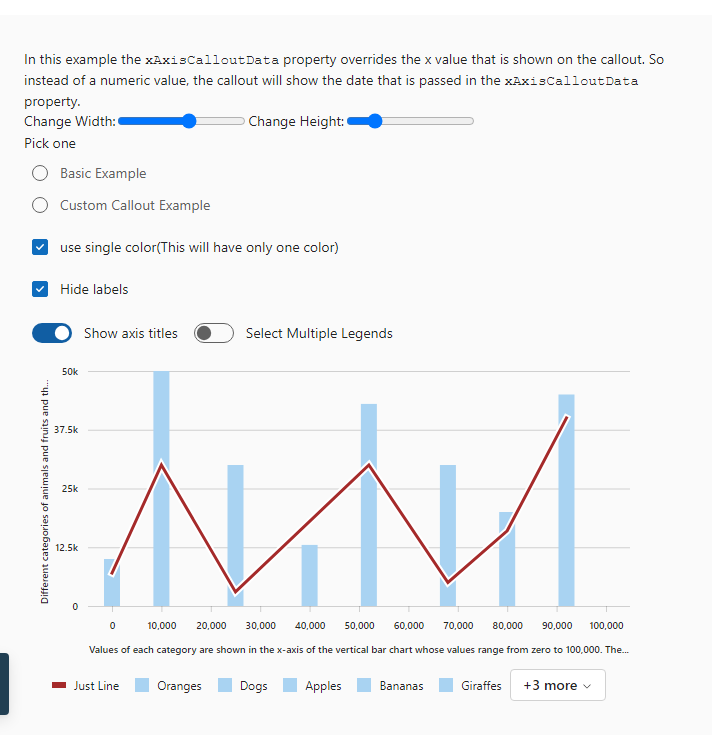 In this example the xAxisCalloutData property overrides the x value that is shown on the callout. So
instead of a numeric value, the callout will show the date that is passed in the xAxisCalloutData
property.
Change Width: Change Height:
Pick one
Basic Example
Custom Callout Example
use single color(This will have only one color)
Hide labels
Show axis titles Select Multiple Legends
Different categories of animals and fruits and th...
50k
37.5k
25k
12.5k
0
0 10,000 20,000 30,000 40,000 50,000 60,000 70,000 80,000 90,000 100,000
Values of each category are shown in the x-axis of the vertical bar chart whose values range from zero to 100,000. The...
Just Line Oranges Dogs Apples Bananas Giraffes +3 more